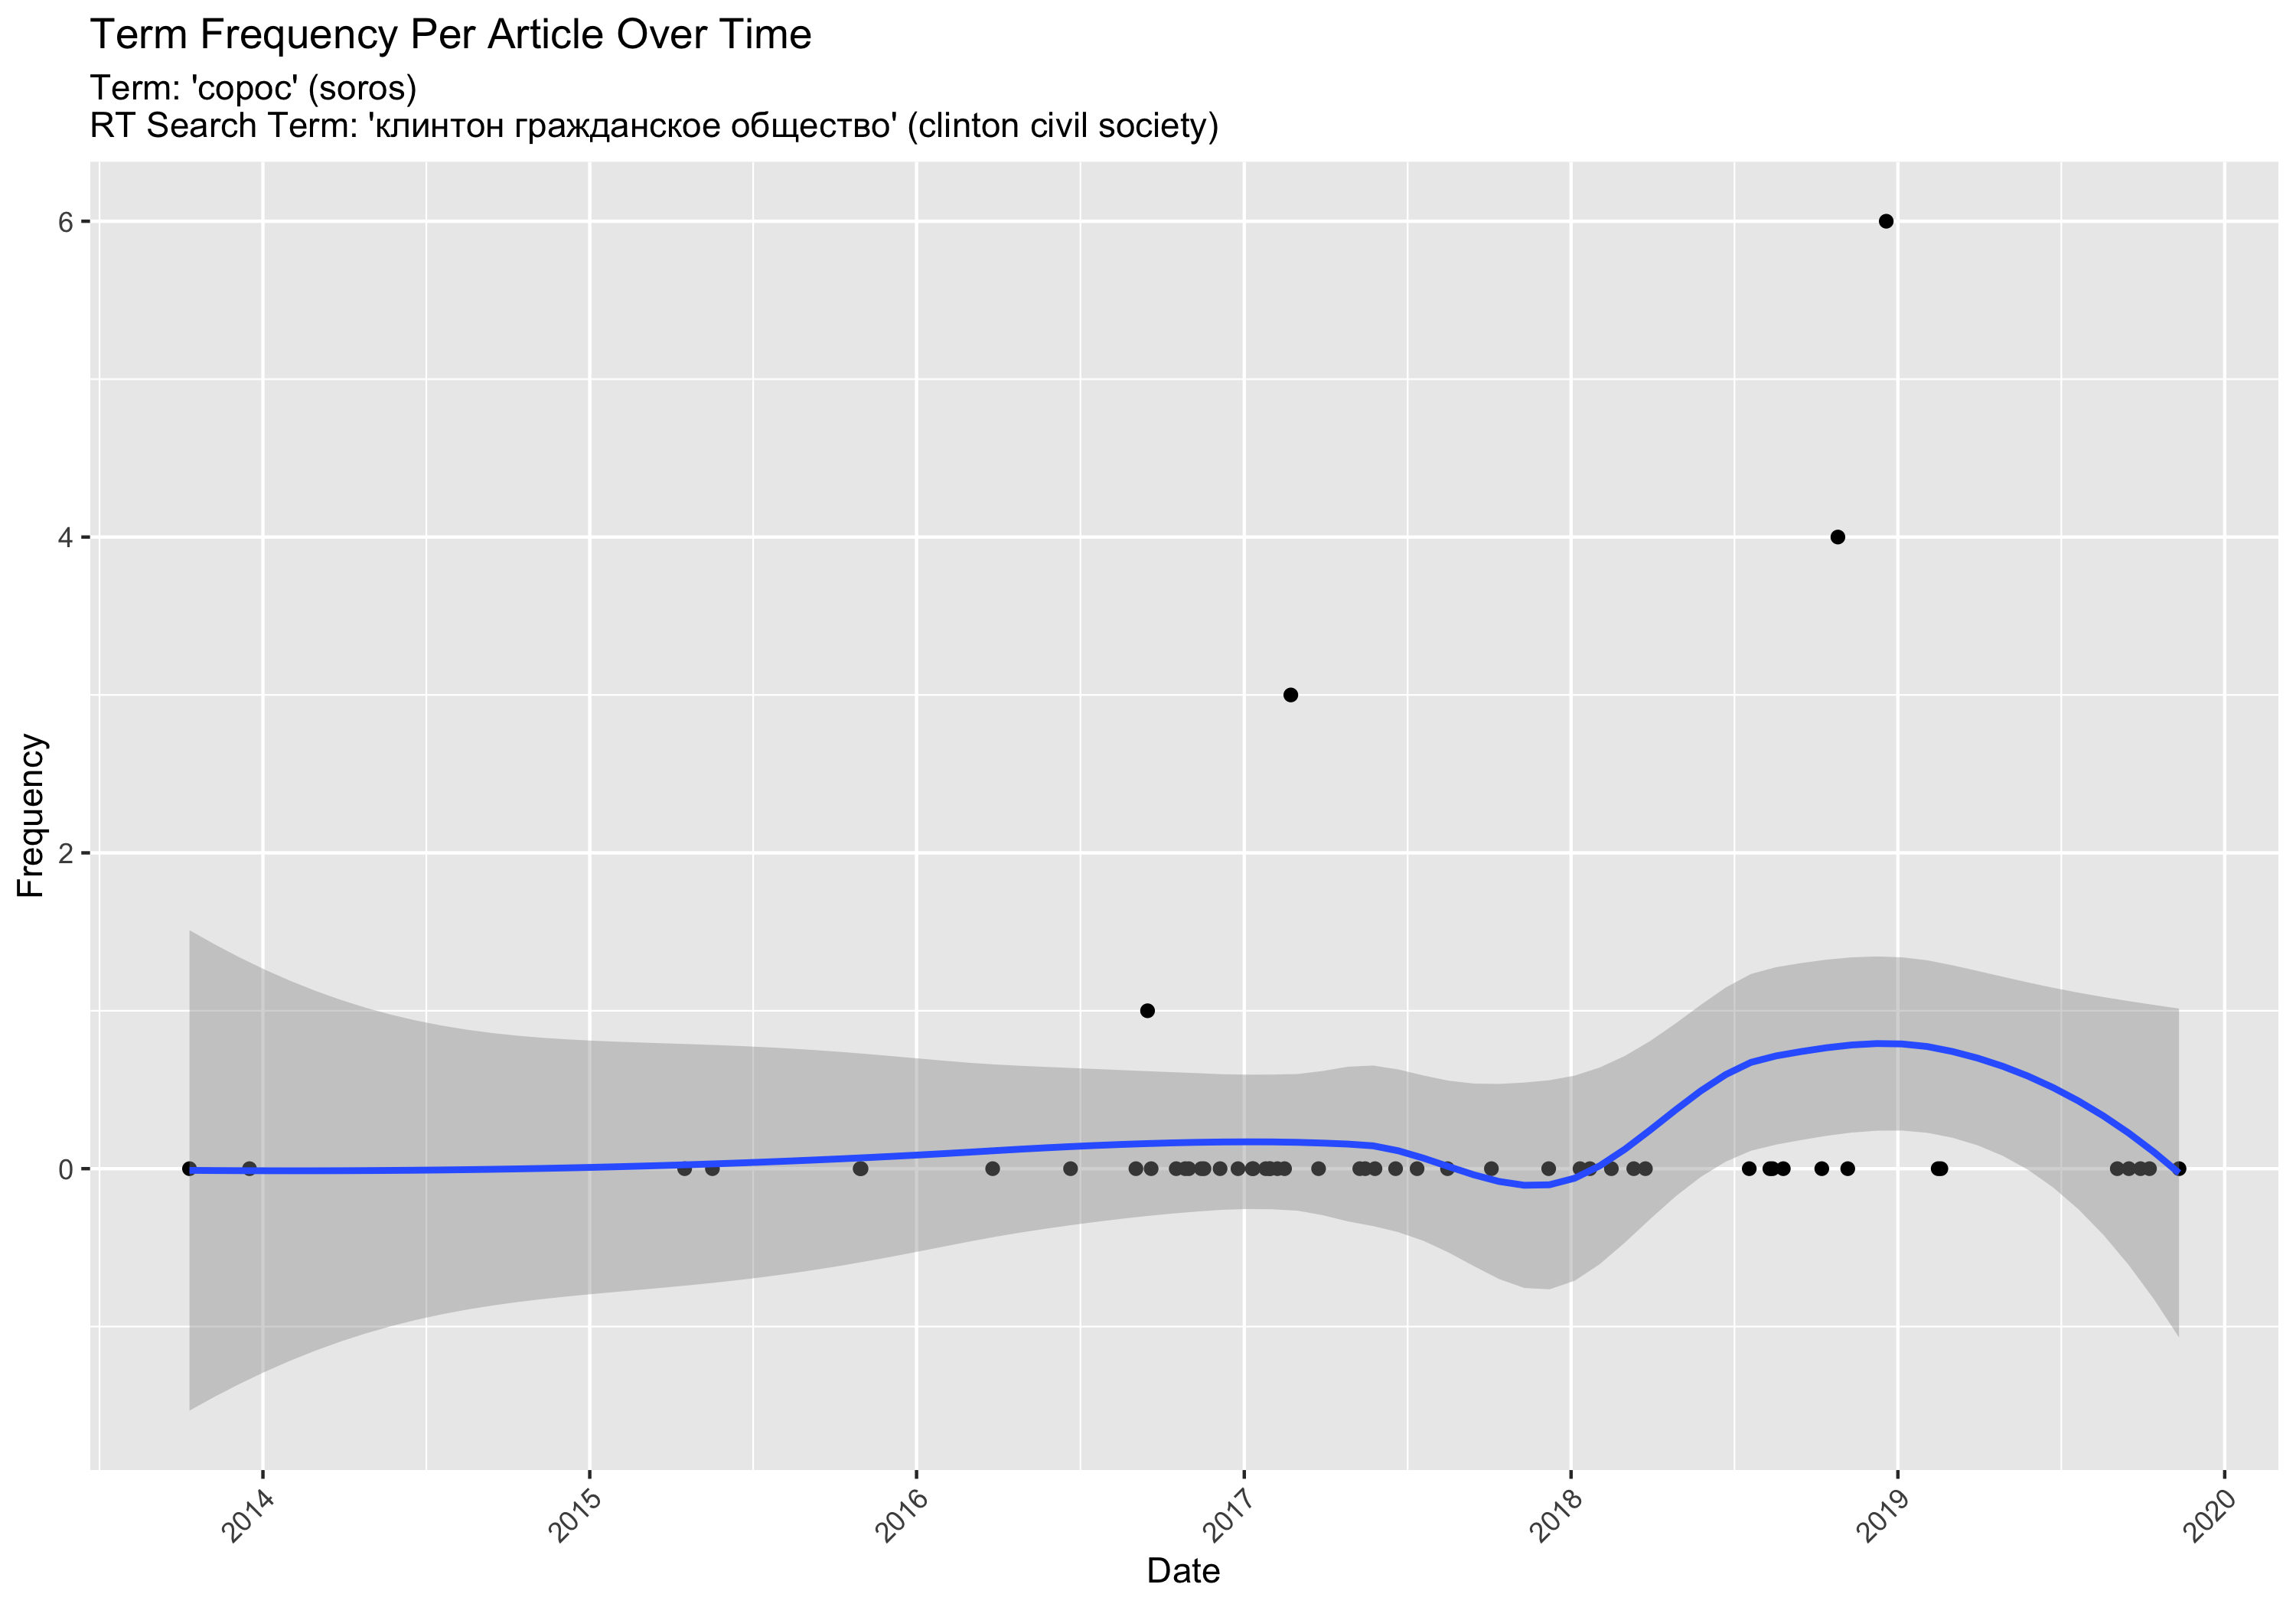 Term Frequency Per Article Over Time
Term: 'сорос' (soros)
RT Search Term: 'клинтон гражданское общество' (clinton civil society)
6
4
2
0
Frequency
2014
2015
2016
2017
2018
2019
2020
Date